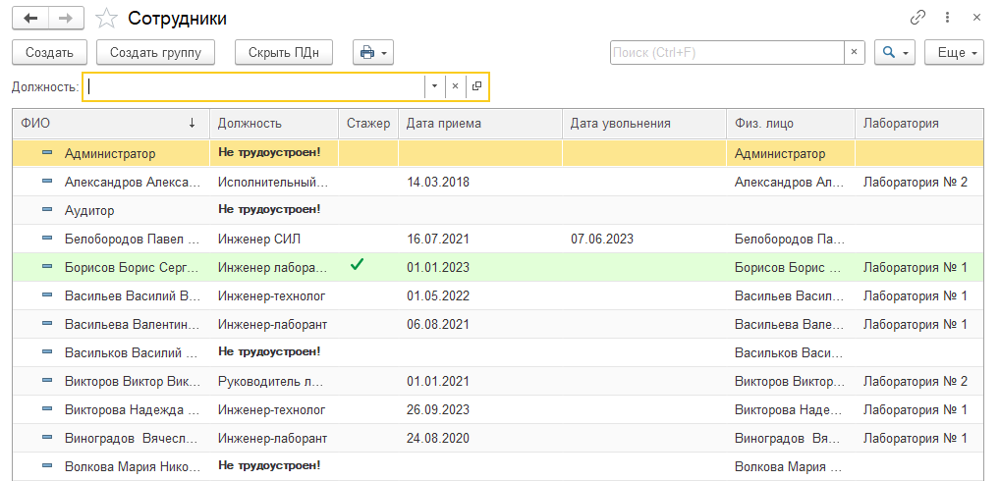 Сотрудники
Создать Создать группу Скрыть ПДн Поиск (Ctrl+F) Еще
Должность:
ФИО Должность Стажер Дата приема Дата увольнения Физ. лицо Лаборатория
Администратор Не трудоустроен! Администратор
Александров Алекса... Исполнительный... 14.03.2018 Александров Ал... Лаборатория № 2
Аудитор Не трудоустроен!
Белобородов Павел ... Инженер СИЛ 16.07.2021 07.06.2023 Белобородов Па...
Борисов Борис Серг... Инженер лабора... 01.01.2023 Борисов Борис ... Лаборатория № 1
Васильев Василий В... Инженер-технолог 01.05.2022 Васильев Васил... Лаборатория № 1
Васильева Валентин... Инженер-лаборант 06.08.2021 Васильева Вале... Лаборатория № 1
Васильков Василий ... Не трудоустроен! Васильков Васи...
Викторов Виктор Вик... Руководитель л... 01.01.2021 Викторов Виктор... Лаборатория № 2
Викторова Надежда ... Инженер-технолог 26.09.2023 Викторова Наде... Лаборатория № 1
Виноградов Вячесл... Инженер-лаборант 24.08.2020 Виноградов Вя... Лаборатория № 1
Волкова Мария Нико... Не трудоустроен! Волкова Мария ...